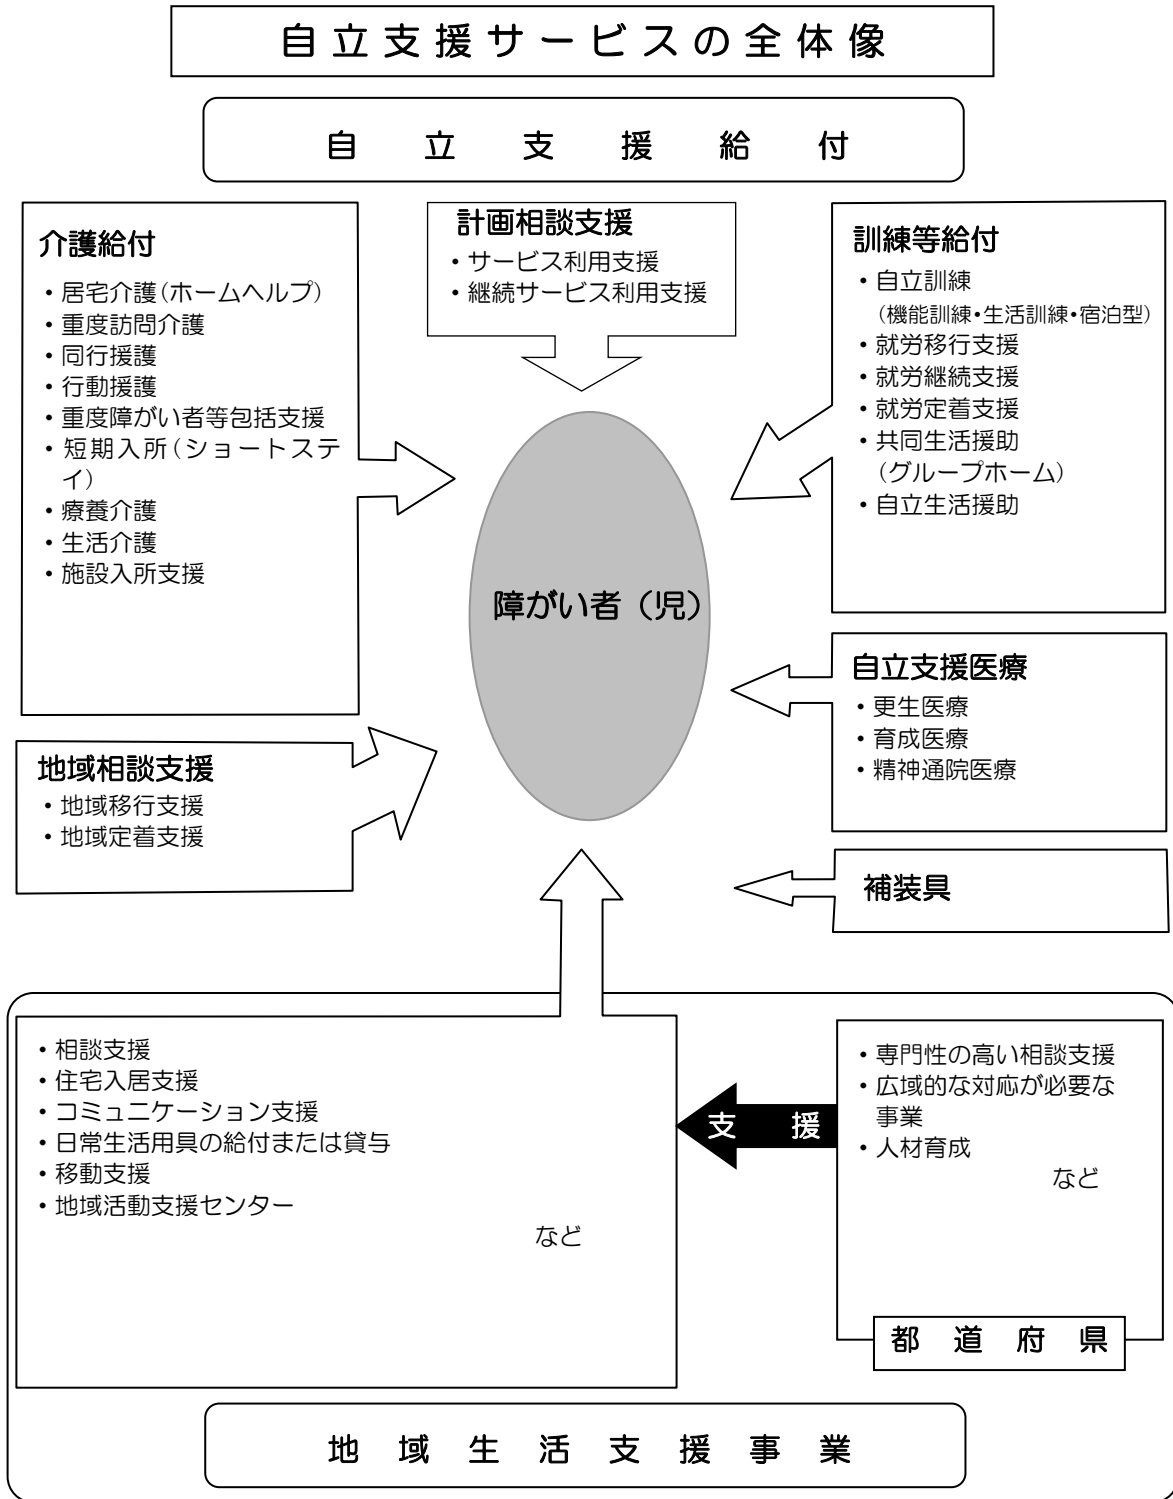 自立支援サービスの全体像
自立支援給付
介護給付
・居宅介護(ホームヘルプ)
・重度訪問介護
・同行援護
・行動援護
・重度障がい者等包括支援
・短期入所(ショートステ
イ)
・療養介護
・生活介護
・施設入所支援
計画相談支援
・サービス利用支援
・継続サービス利用支援
訓練等給付
・自立訓練
(機能訓練・生活訓練・宿泊型)
・就労移行支援
・就労継続支援
・就労定着支援
・共同生活援助
(グループホーム)
・自立生活援助
障がい者(児)
自立支援医療
・更生医療
・育成医療
・精神通院医療
地域相談支援
・地域移行支援
・地域定着支援
補装具
・相談支援
・住宅入居支援
・コミュニケーション支援
・日常生活用具の給付または貸与
・移動支援
・地域活動支援センター
など
支援
・専門性の高い相談支援
・広域的な対応が必要な
事業
・人材育成
など
都道府県
地域生活支援事業